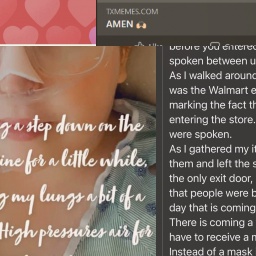 TXMEMES.COM
AMEN 🙌🏻
before you entered
spoken between u
As I walked around
was the Walmart e
marking the fact th
entering the store.
were spoken.
As I gathered my it
them and left the s
the only exit door,
that people were b
day that is coming
There is coming a
have to receive a m
Instead of a mask
g a step down on the
ine for a little while,
g my lungs a bit of a
High pressures air for